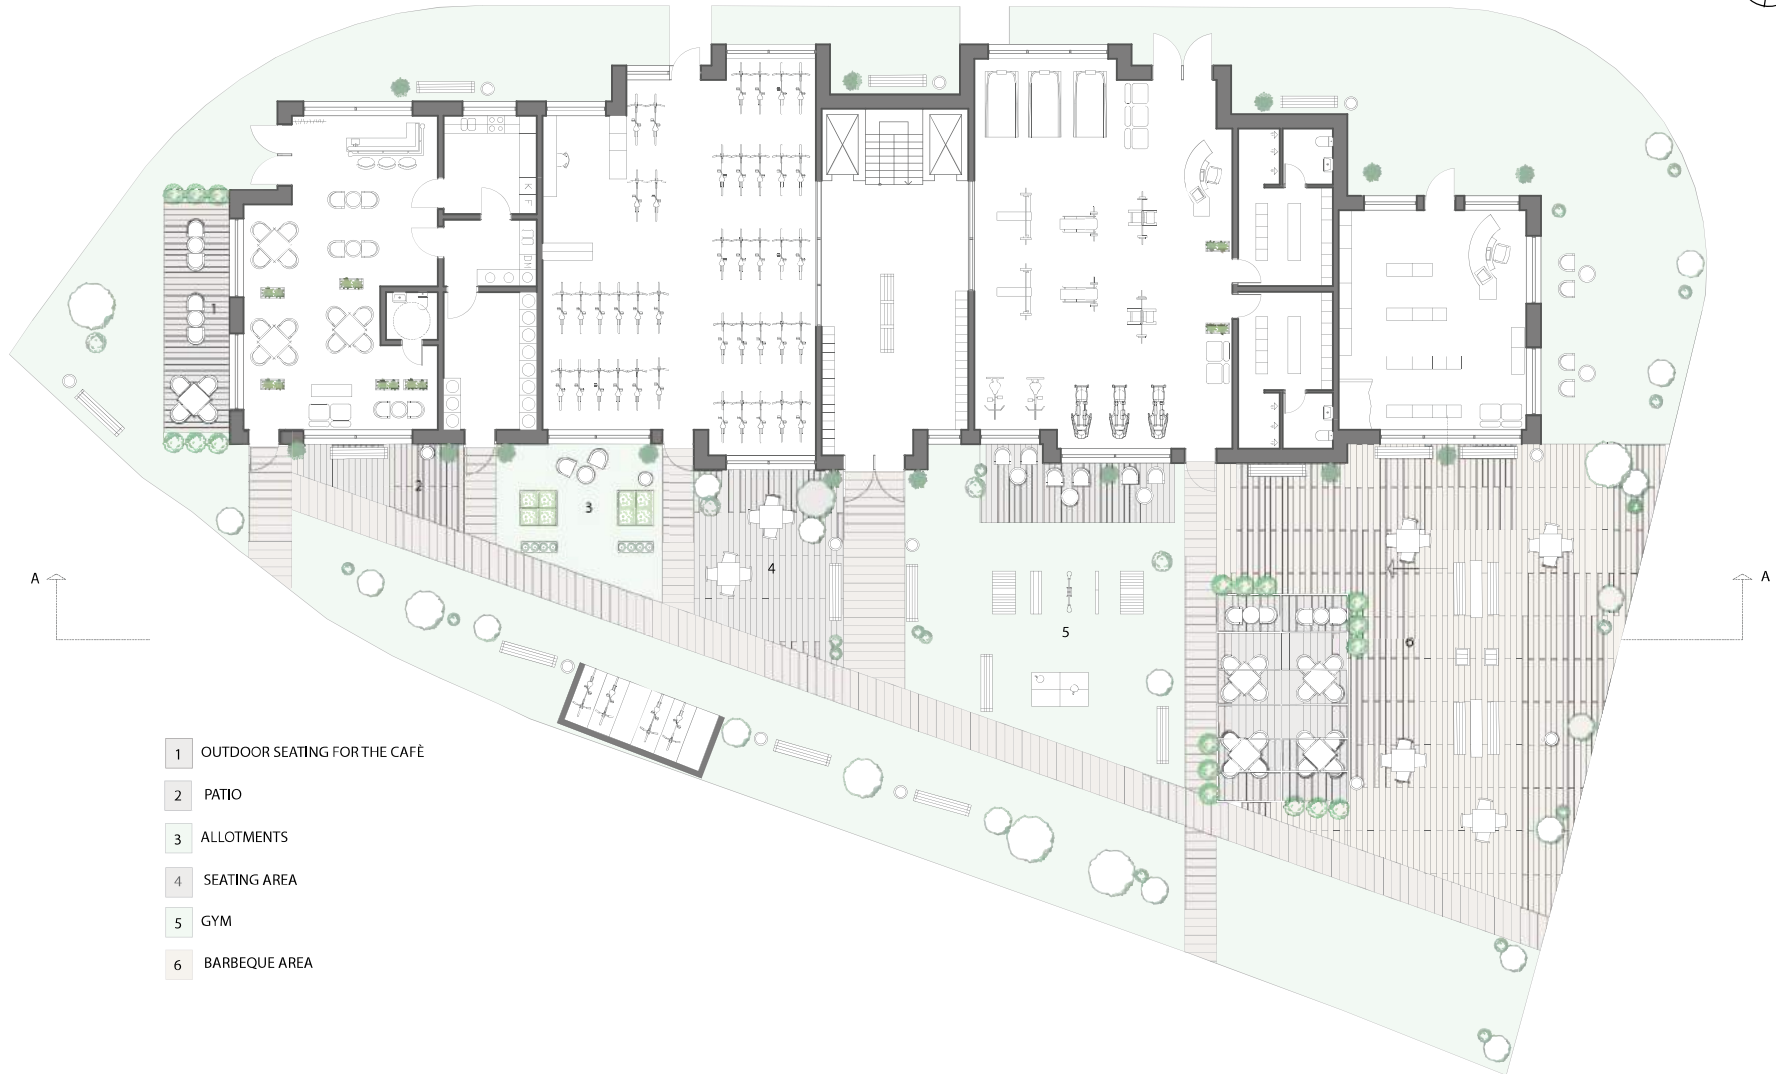 K
F
1
2
3
4
5
6
A
A
1 OUTDOOR SEATING FOR THE CAFÈ
2 PATIO
3 ALLOTMENTS
4 SEATING AREA
5 GYM
6 BARBEQUE AREA